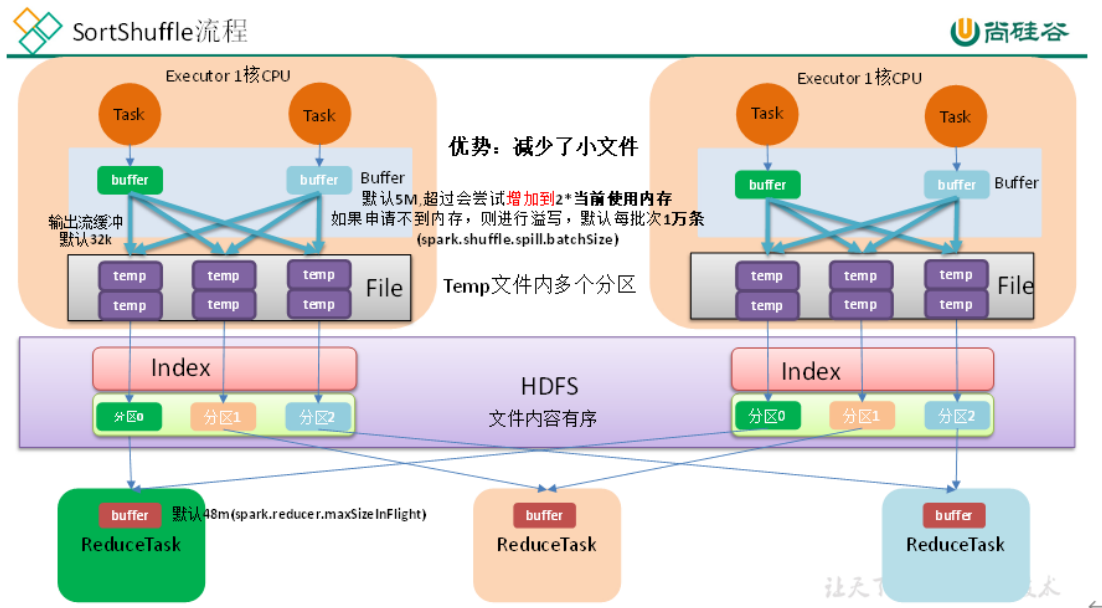 SortShuffle流程
尚硅谷
Executor 1核CPU
Executor 1核CPU
Task
Task
Task
Task
优势：减少了小文件
buffer
buffer
Buffer
buffer
buffer
Buffer
默认5M,超过会尝试增加到2*当前使用内存
如果申请不到内存，则进行溢写，默认每批次1万条
(spark.shuffle.spill.batchSize)
输出流缓冲
默认32k
temp
temp
temp
temp
temp
temp
File
Temp文件内多个分区
temp
temp
temp
temp
temp
temp
File
Index
HDFS
文件内容有序
Index
分区0
分区1
分区2
分区0
分区1
分区2
buffer
默认48m(spark.reducer.maxSizeInFlight)
ReduceTask
buffer
ReduceTask
buffer
ReduceTask
让天下